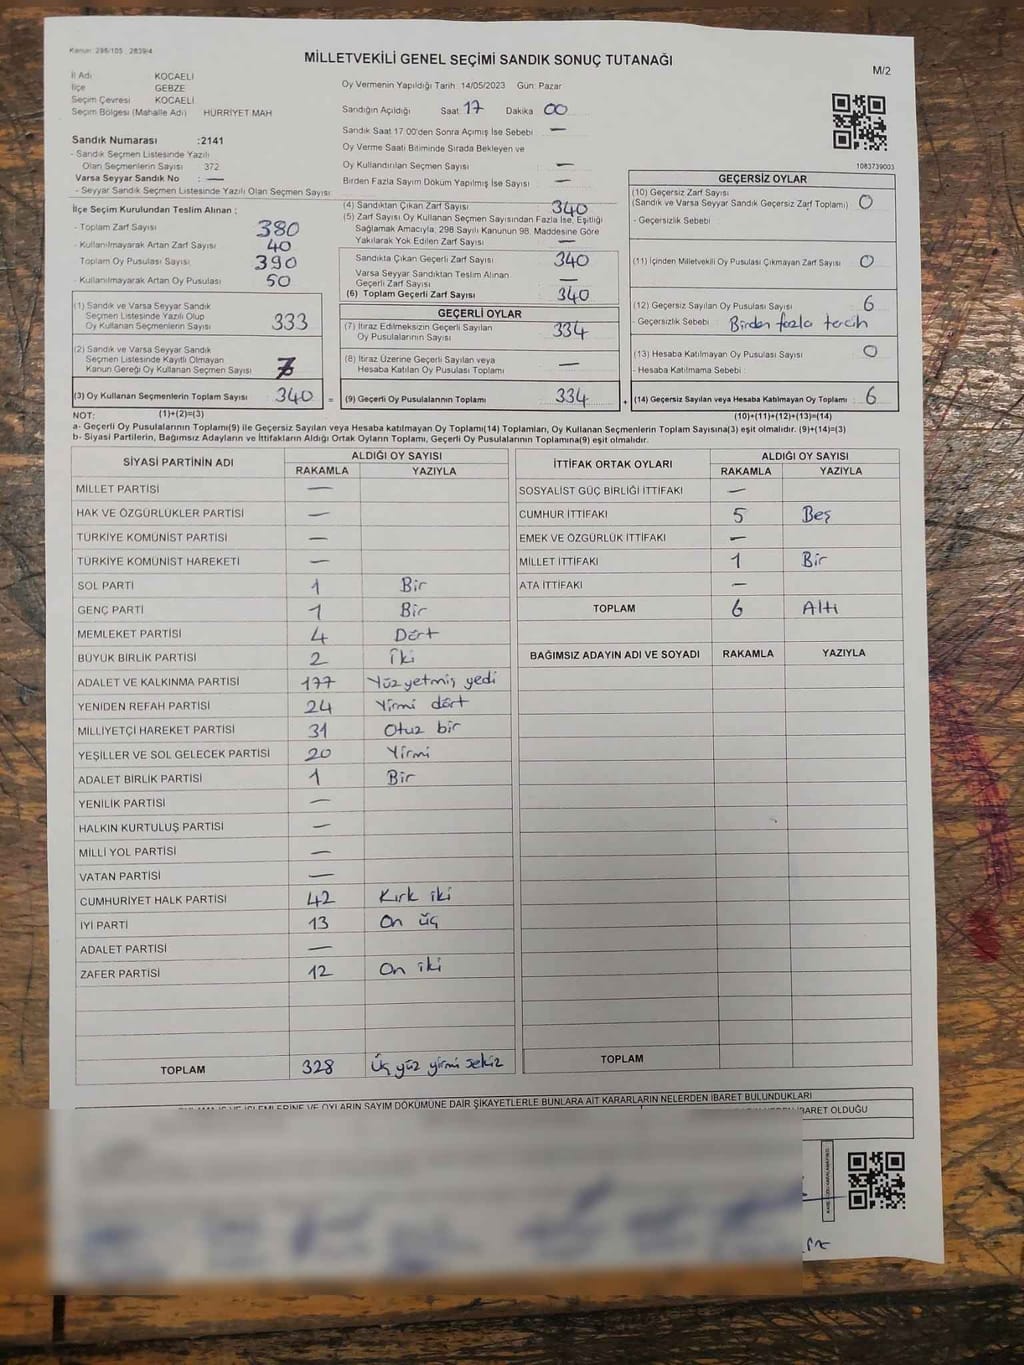 Kanun: 298/105 ; 2839/4
MİLLETVEKİLİ GENEL SEÇİMİ SANDIK SONUÇ TUTANAĞI
M/2
İl Adı KOCAELİ
İlçe GEBZE
Seçim Çevresi KOCAELİ
Seçim Bölgesi (Mahalle Adı) HÜRRİYET MAH
Sandık Numarası :2141
- Sandık Seçmen Listesinde Yazılı
Olan Seçmenlerin Sayısı 372
Varsa Seyyar Sandık No : —
- Seyyar Sandık Seçmen Listesinde Yazılı Olan Seçmen Sayısı:
Oy Vermenin Yapıldığı Tarih :14/05/2023 Gün: Pazar
Sandığın Açıldığı Saat 17 Dakika 00
Sandık Saat 17.00'den Sonra Açımış İse Sebebi —
Oy Verme Saati Bitiminde Sırada Bekleyen ve
Oy Kullandırılan Seçmen Sayısı —
Birden Fazla Sayım Döküm Yapılmış İse Sayısı —
1083739003
İlçe Seçim Kurulundan Teslim Alınan ;
- Toplam Zarf Sayısı 380
- Kullanılmayarak Artan Zarf Sayısı 40
Toplam Oy Pusulası Sayısı 390
- Kullanılmayarak Artan Oy Pusulası 50
(1) Sandık ve Varsa Seyyar Sandık
Seçmen Listesinde Yazılı Olup
Oy Kullanan Seçmenlerin Sayısı 333
(2) Sandık ve Varsa Seyyar Sandık
Seçmen Listesinde Kayıtlı Olmayan
Kanun Gereği Oy Kullanan Seçmen Sayısı 7
(3) Oy Kullanan Seçmenlerin Toplam Sayısı 340 =
(4) Sandıktan Çıkan Zarf Sayısı 340
(5) Zarf Sayısı Oy Kullanan Seçmen Sayısından Fazla İse, Eşitliği
Sağlamak Amacıyla, 298 Sayılı Kanunun 98. Maddesine Göre
Yakılarak Yok Edilen Zarf Sayısı —
Sandıkta Çıkan Geçerli Zarf Sayısı 340
Varsa Seyyar Sandıktan Teslim Alınan
Geçerli Zarf Sayısı —
(6) Toplam Geçerli Zarf Sayısı 340
GEÇERLİ OYLAR
(7) İtiraz Edilmeksizin Geçerli Sayılan
Oy Pusulalarının Sayısı 334
(8) İtiraz Üzerine Geçerli Sayılan veya
Hesaba Katılan Oy Pusulası Toplamı —
(9) Geçerli Oy Pusulalarının Toplamı 334 +
GEÇERSİZ OYLAR
(10) Geçersiz Zarf Sayısı
(Sandık ve Varsa Seyyar Sandık Geçersiz Zarf Toplamı) 0
- Geçersizlik Sebebi :
(11) İçinden Milletvekili Oy Pusulası Çıkmayan Zarf Sayısı 0
(12) Geçersiz Sayılan Oy Pusulası Sayısı 6
- Geçersizlik Sebebi : Birden fazla tercih
(13) Hesaba Katılmayan Oy Pusulası Sayısı 0
- Hesaba Katılmama Sebebi :
(14) Geçersiz Sayılan veya Hesaba Katılmayan Oy Toplamı 6
NOT: (1)+(2)=(3) (10)+(11)+(12)+(13)=(14)
a- Geçerli Oy Pusulalarının Toplamı(9) ile Geçersiz Sayılan veya Hesaba Katılmayan Oy Toplamı(14) Toplamları, Oy Kullanan Seçmenlerin Toplam Sayısına(3) eşit olmalıdır. (9)+(14)=(3)
b- Siyasi Partilerin, Bağımsız Adayların ve İttifakların Aldığı Ortak Oyların Toplamı, Geçerli Oy Pusulalarının Toplamına(9) eşit olmalıdır.
SİYASİ PARTİNİN ADI ALDIĞI OY SAYISI
RAKAMLA YAZIYLA
MİLLET PARTİSİ —
HAK VE ÖZGÜRLÜKLER PARTİSİ —
TÜRKİYE KOMÜNİST PARTİSİ —
TÜRKİYE KOMÜNİST HAREKETİ —
SOL PARTİ 1 Bir
GENÇ PARTİ 1 Bir
MEMLEKET PARTİSİ 4 Dört
BÜYÜK BİRLİK PARTİSİ 2 İki
ADALET VE KALKINMA PARTİSİ 177 Yüz yetmiş yedi
YENİDEN REFAH PARTİSİ 24 Yirmi dört
MİLLİYETÇİ HAREKET PARTİSİ 31 Otuz bir
YEŞİLLER VE SOL GELECEK PARTİSİ 20 Yirmi
ADALET BİRLİK PARTİSİ 1 Bir
YENİLİK PARTİSİ —
HALKIN KURTULUŞ PARTİSİ —
MİLLİ YOL PARTİSİ —
VATAN PARTİSİ —
CUMHURİYET HALK PARTİSİ 42 Kırk iki
İYİ PARTİ 13 On üç
ADALET PARTİSİ —
ZAFER PARTİSİ 12 On iki
TOPLAM 328 Üç yüz yirmi sekiz
İTTİFAK ORTAK OYLARI ALDIĞI OY SAYISI
RAKAMLA YAZIYLA
SOSYALİST GÜÇ BİRLİĞİ İTTİFAKI —
CUMHUR İTTİFAKI 5 Beş
EMEK VE ÖZGÜRLÜK İTTİFAKI —
MİLLET İTTİFAKI 1 Bir
ATA İTTİFAKI —
TOPLAM 6 Altı
BAĞIMSIZ ADAYIN ADI VE SOYADI RAKAMLA YAZIYLA
TOPLAM
İŞLEMLERİNE VE OYLARIN SAYIM DÖKÜMÜNE DAİR ŞİKAYETLERLE BUNLARA AİT KARARLARIN NELERDEN İBARET BULUNDUKLARI
İBARET OLDUĞU